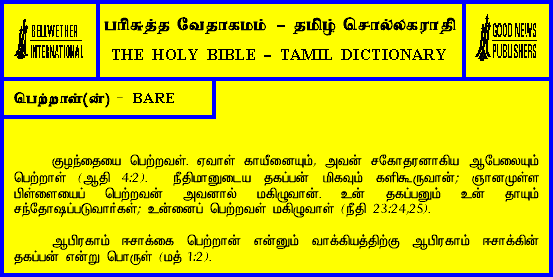 BELLWETHER
INTERNATIONAL
பரிசுத்த வேதாகமம் – தமிழ் சொல்லகராதி
THE HOLY BIBLE – TAMIL DICTIONARY
GOOD NEWS
PUBLISHERS
பெற்றாள்(ன்) – BARE
குழந்தையை பெற்றவள். ஏவாள் காயீனையும், அவன் சகோதரனாகிய ஆபேலையும்
பெற்றாள் (ஆதி 4:2). நீதிமானுடைய தகப்பன் மிகவும் களிகூருவான்; ஞானமுள்ள
பிள்ளையைப் பெற்றவன் அவனால் மகிழுவான். உன் தகப்பனும் உன் தாயும்
சந்தோஷப்படுவார்கள்; உன்னைப் பெற்றவள் மகிழுவாள் (நீதி 23:24,25).
ஆபிரகாம் ஈசாக்கை பெற்றான் என்னும் வாக்கியத்திற்கு ஆபிரகாம் ஈசாக்கின்
தகப்பன் என்று பொருள் (மத் 1:2).